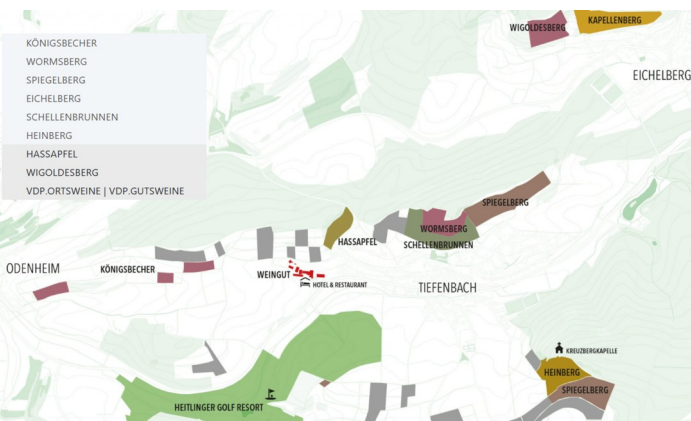 KÖNIGSBECHER
WORMSBERG
SPIEGELBERG
EICHELBERG
SCHELLENBRUNNEN
HEINBERG
HASSAPFEL
WIGOLDESBERG
VDP.ORTSWEINE | VDP.GUTSWEINE
KAPELLENBERG
WIGOLDESBERG
EICHELBERG
SPIEGELBERG
WORMSBERG
HASSAPFEL
SCHELLENBRUNNEN
ODENHEIM
KÖNIGSBECHER
WEINGUT
HOTEL & RESTAURANT
TIEFENBACH
KREUZBERGKAPELLE
HEINBERG
SPIEGELBERG
HEITLINGER GOLF RESORT